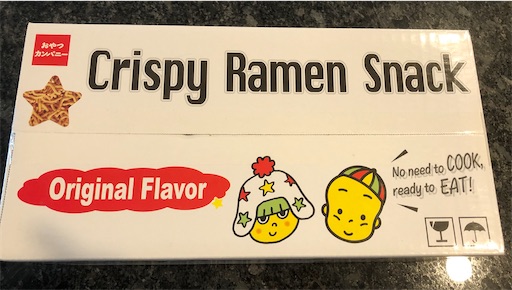 おやつ
カンパニー
Crispy Ramen Snack
Original Flavor
No need to COOK,
ready to EAT!